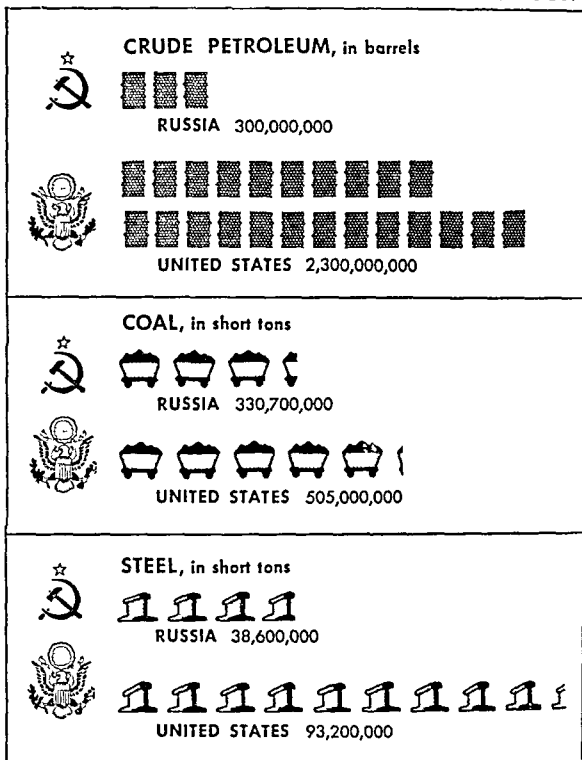 CRUDE PETROLEUM, in barrels
RUSSIA 300,000,000
UNITED STATES 2,300,000,000
COAL, in short tons
RUSSIA 330,700,000
UNITED STATES 505,000,000
STEEL, in short tons
RUSSIA 38,600,000
UNITED STATES 93,200,000